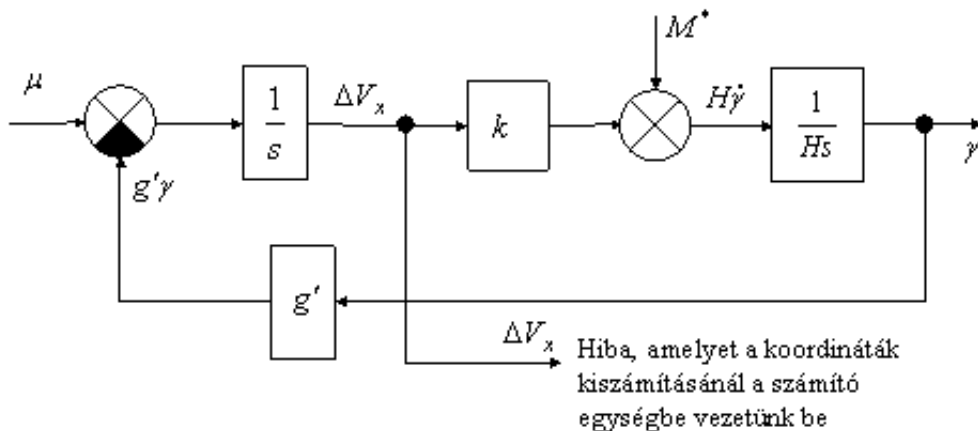 M*
μ
1
s
ΔVₓ
k
Hγ̇
1
Hs
γ
g'γ
g'
ΔVₓ
Hiba, amelyet a koordináták
kiszámításánál a számító
egységbe vezetünk be